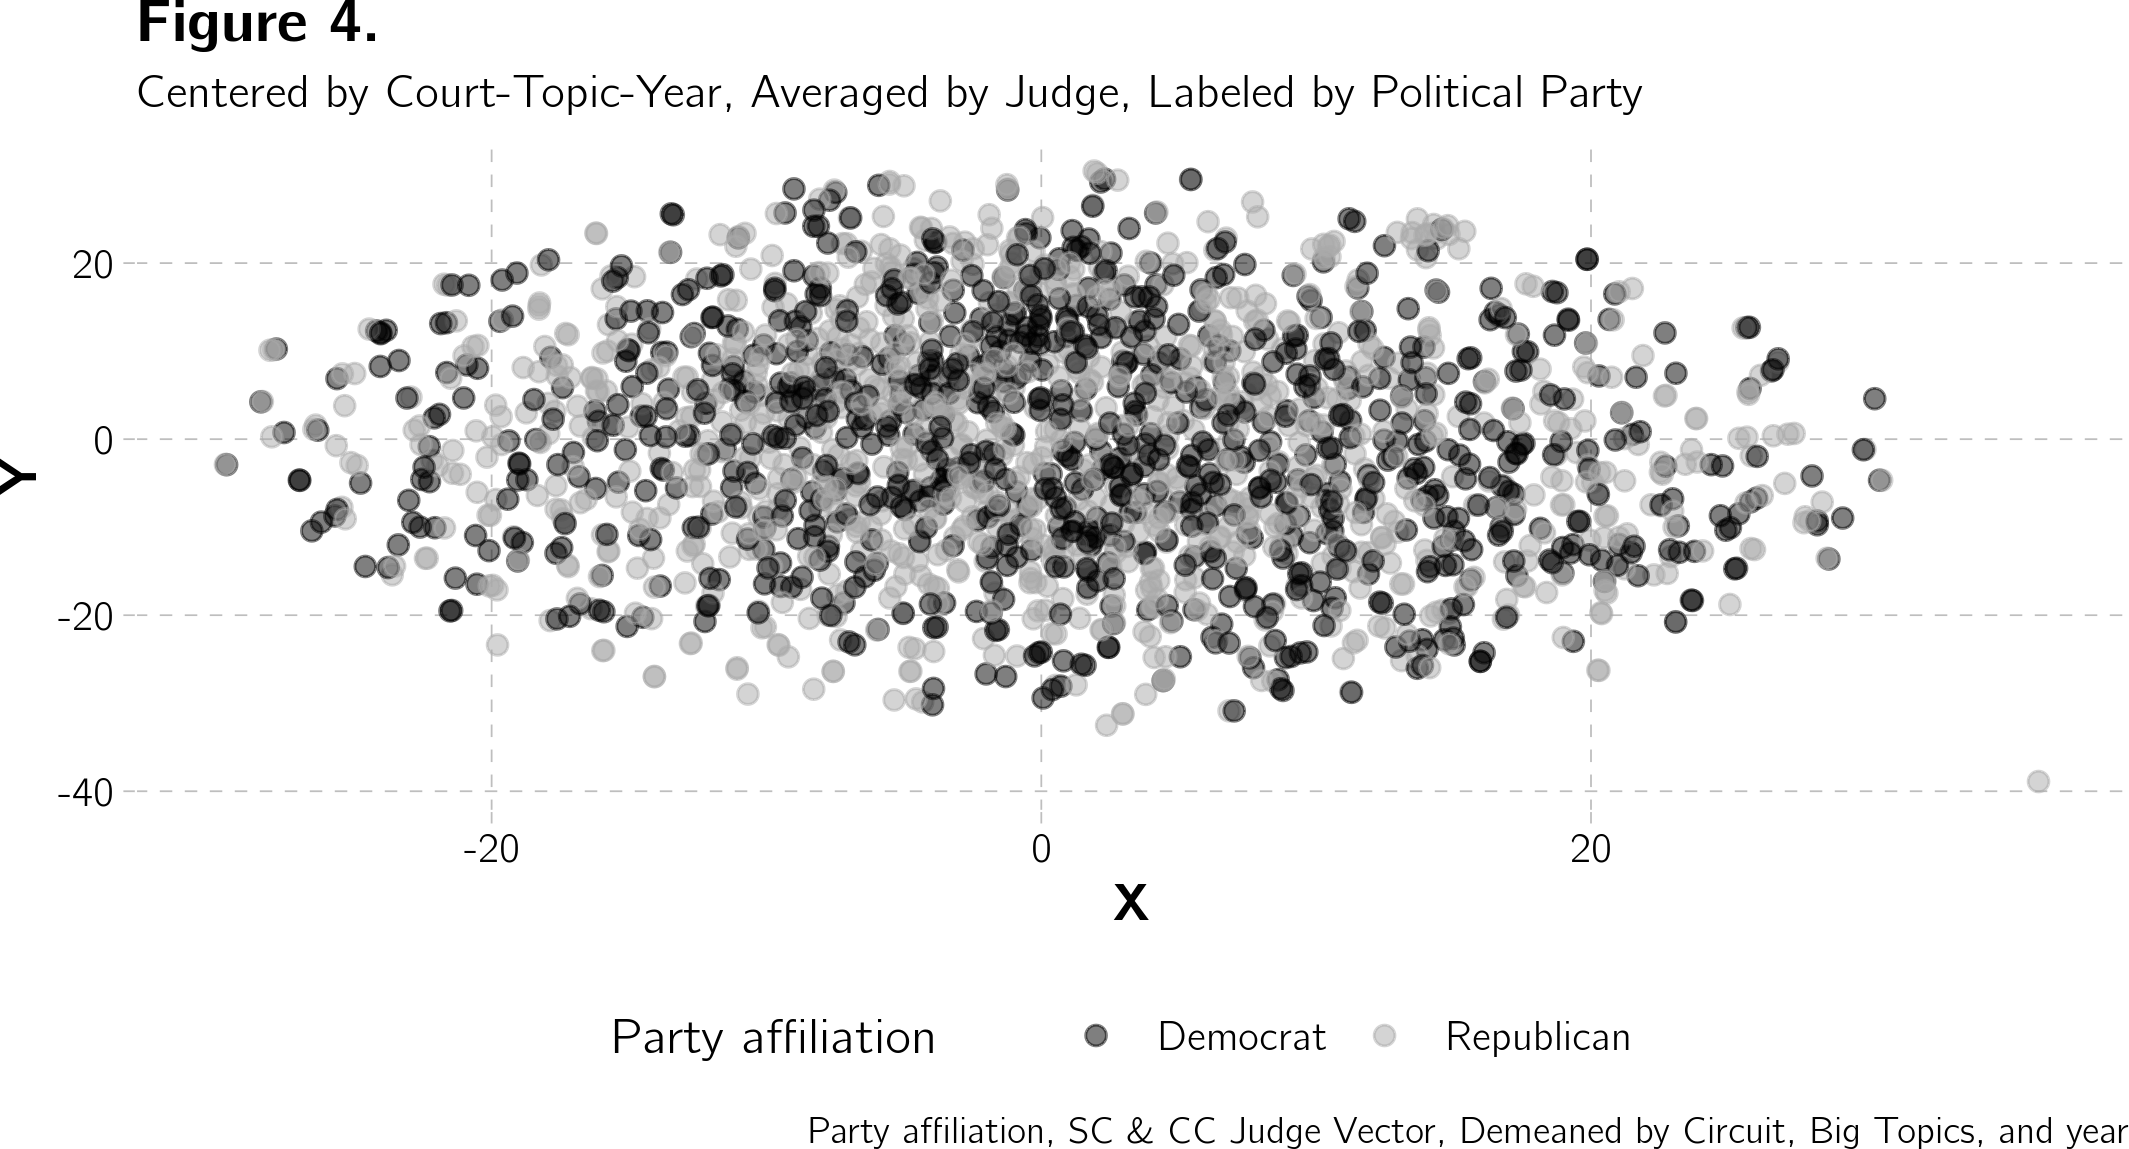 Figure 4.
Centered by Court-Topic-Year, Averaged by Judge, Labeled by Political Party
20
0
-20
-40
Y
-20 0 20
X
Party affiliation Democrat Republican
Party affiliation, SC & CC Judge Vector, Demeaned by Circuit, Big Topics, and year